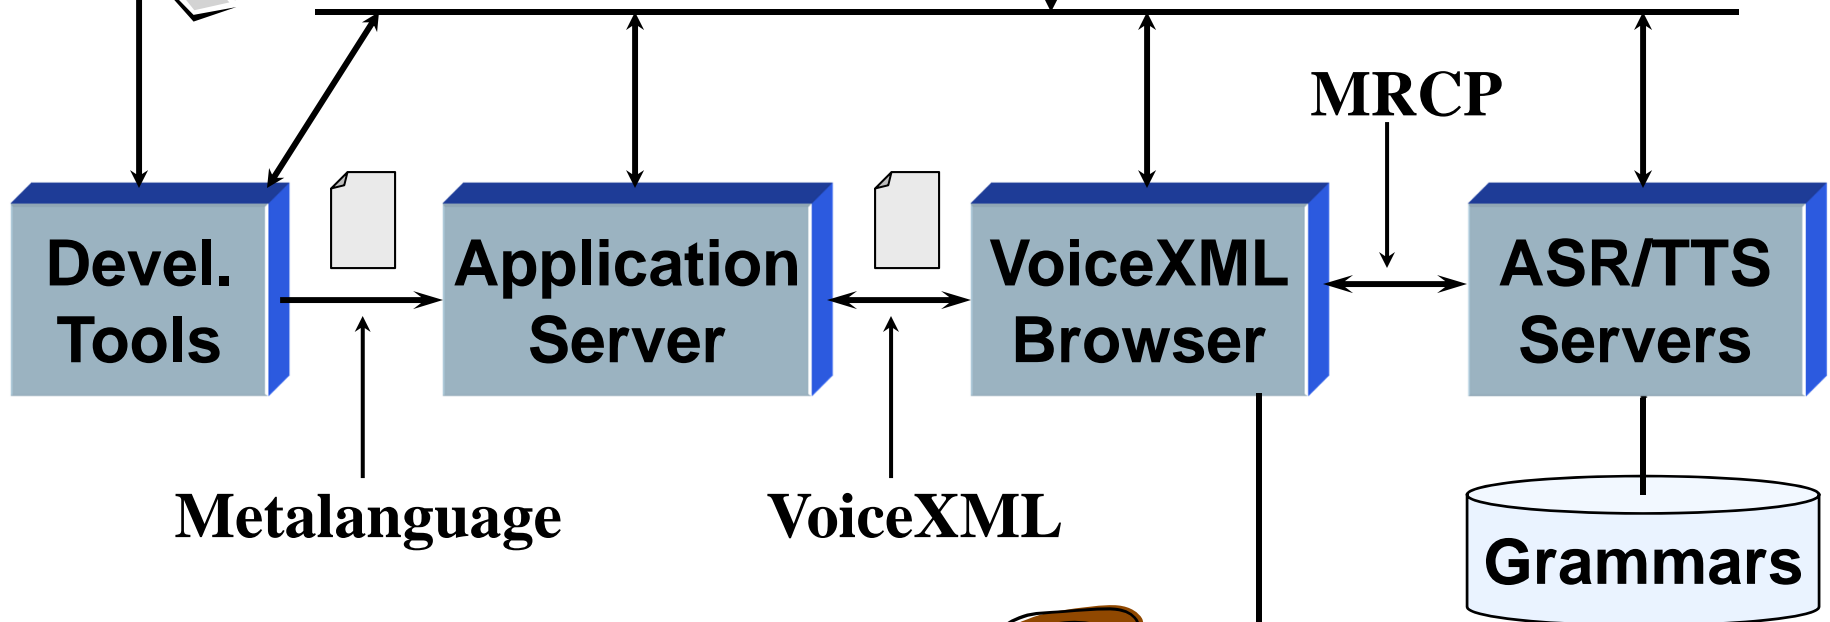 MRCP
Devel.
Tools
Application
Server
VoiceXML
Browser
ASR/TTS
Servers
Metalanguage
VoiceXML
Grammars